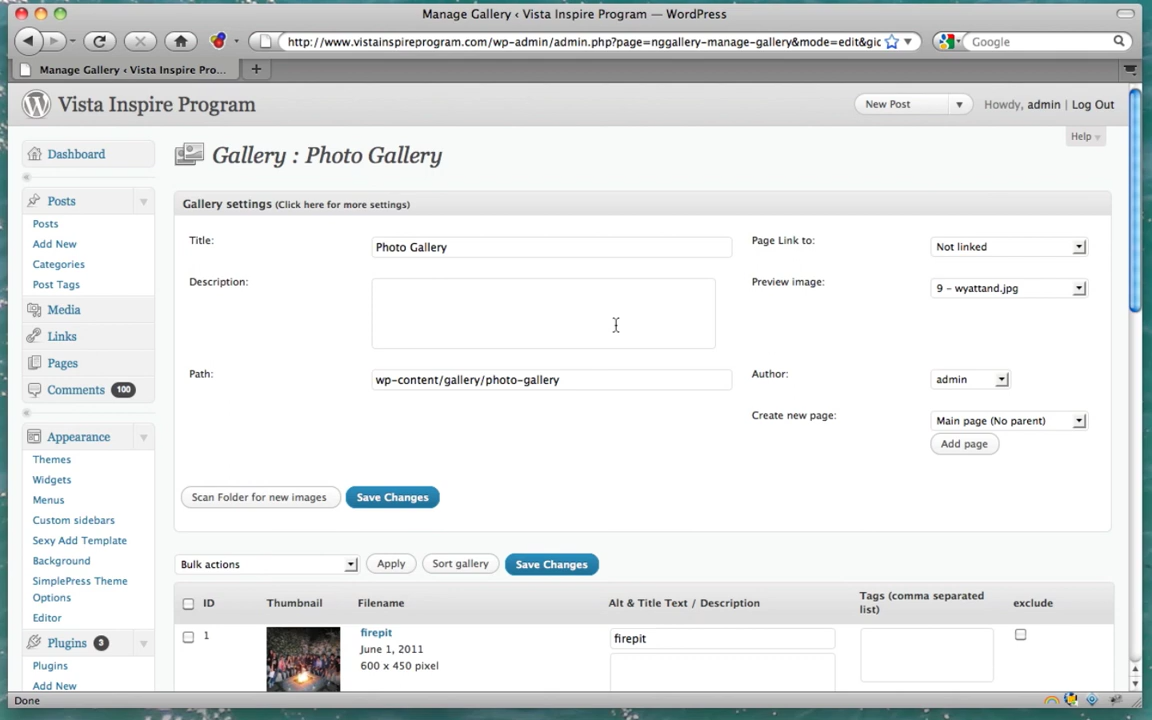 Manage Gallery ‹ Vista Inspire Program — WordPress
http://www.vistainspireprogram.com/wp-admin/admin.php?page=nggallery-manage-gallery&mode=edit&gic
Google
Manage Gallery ‹ Vista Inspire Pro...
Vista Inspire Program
New Post
Howdy, admin | Log Out
Help
Dashboard
Gallery : Photo Gallery
Posts
Posts
Add New
Categories
Post Tags
Media
Links
Pages
Comments 100
Appearance
Themes
Widgets
Menus
Custom sidebars
Sexy Add Template
Background
SimplePress Theme
Options
Editor
Plugins 3
Plugins
Add New
Gallery settings (Click here for more settings)
Title:
Photo Gallery
Page Link to:
Not linked
Description:
Preview image:
9 - wyattand.jpg
Path:
wp-content/gallery/photo-gallery
Author:
admin
Create new page:
Main page (No parent)
Add page
Scan Folder for new images
Save Changes
Bulk actions
Apply
Sort gallery
Save Changes
ID
Thumbnail
Filename
Alt & Title Text / Description
Tags (comma separated
list)
exclude
1
firepit
June 1, 2011
600 x 450 pixel
firepit
Done